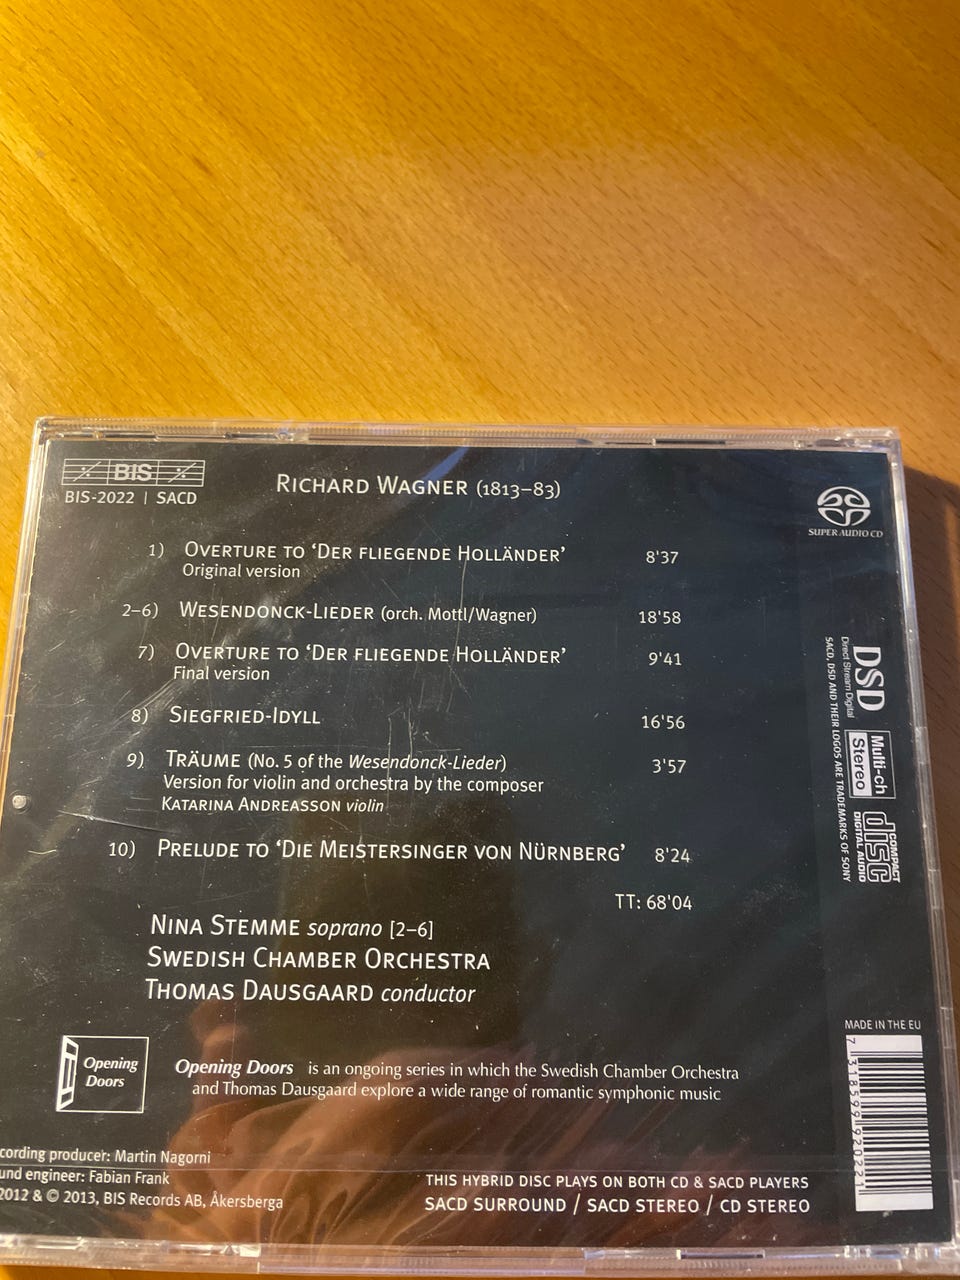 BIS
BIS-2022 | SACD
RICHARD WAGNER (1813–83)
SUPER AUDIO CD
1) OVERTURE TO ‘DER FLIEGENDE HOLLÄNDER’ 8'37
Original version
2–6) WESENDONCK-LIEDER (orch. Mottl/Wagner) 18'58
7) OVERTURE TO ‘DER FLIEGENDE HOLLÄNDER’ 9'41
Final version
8) SIEGFRIED-IDYLL 16'56
9) TRÄUME (No. 5 of the Wesendonck-Lieder) 3'57
Version for violin and orchestra by the composer
KATARINA ANDREASSON violin
10) PRELUDE TO ‘DIE MEISTERSINGER VON NÜRNBERG’ 8'24
TT: 68'04
NINA STEMME soprano [2–6]
SWEDISH CHAMBER ORCHESTRA
THOMAS DAUSGAARD conductor
DSD
Direct Stream Digital
SACD, DSD AND THEIR LOGOS ARE TRADEMARKS OF SONY
Multi-ch
Stereo
COMPACT
disc
DIGITAL AUDIO
Opening
Doors
Opening Doors is an ongoing series in which the Swedish Chamber Orchestra
and Thomas Dausgaard explore a wide range of romantic symphonic music
MADE IN THE EU
7 318599 920221
cording producer: Martin Nagorni
und engineer: Fabian Frank
2012 & © 2013, BIS Records AB, Åkersberga
THIS HYBRID DISC PLAYS ON BOTH CD & SACD PLAYERS
SACD SURROUND / SACD STEREO / CD STEREO